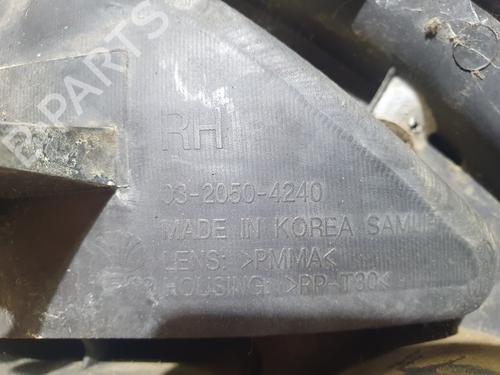 B-PARTS
RH
03-2050-4240
MADE IN KOREA SAMU
LENS: >PMMA<
HOUSING: >PP-T30<